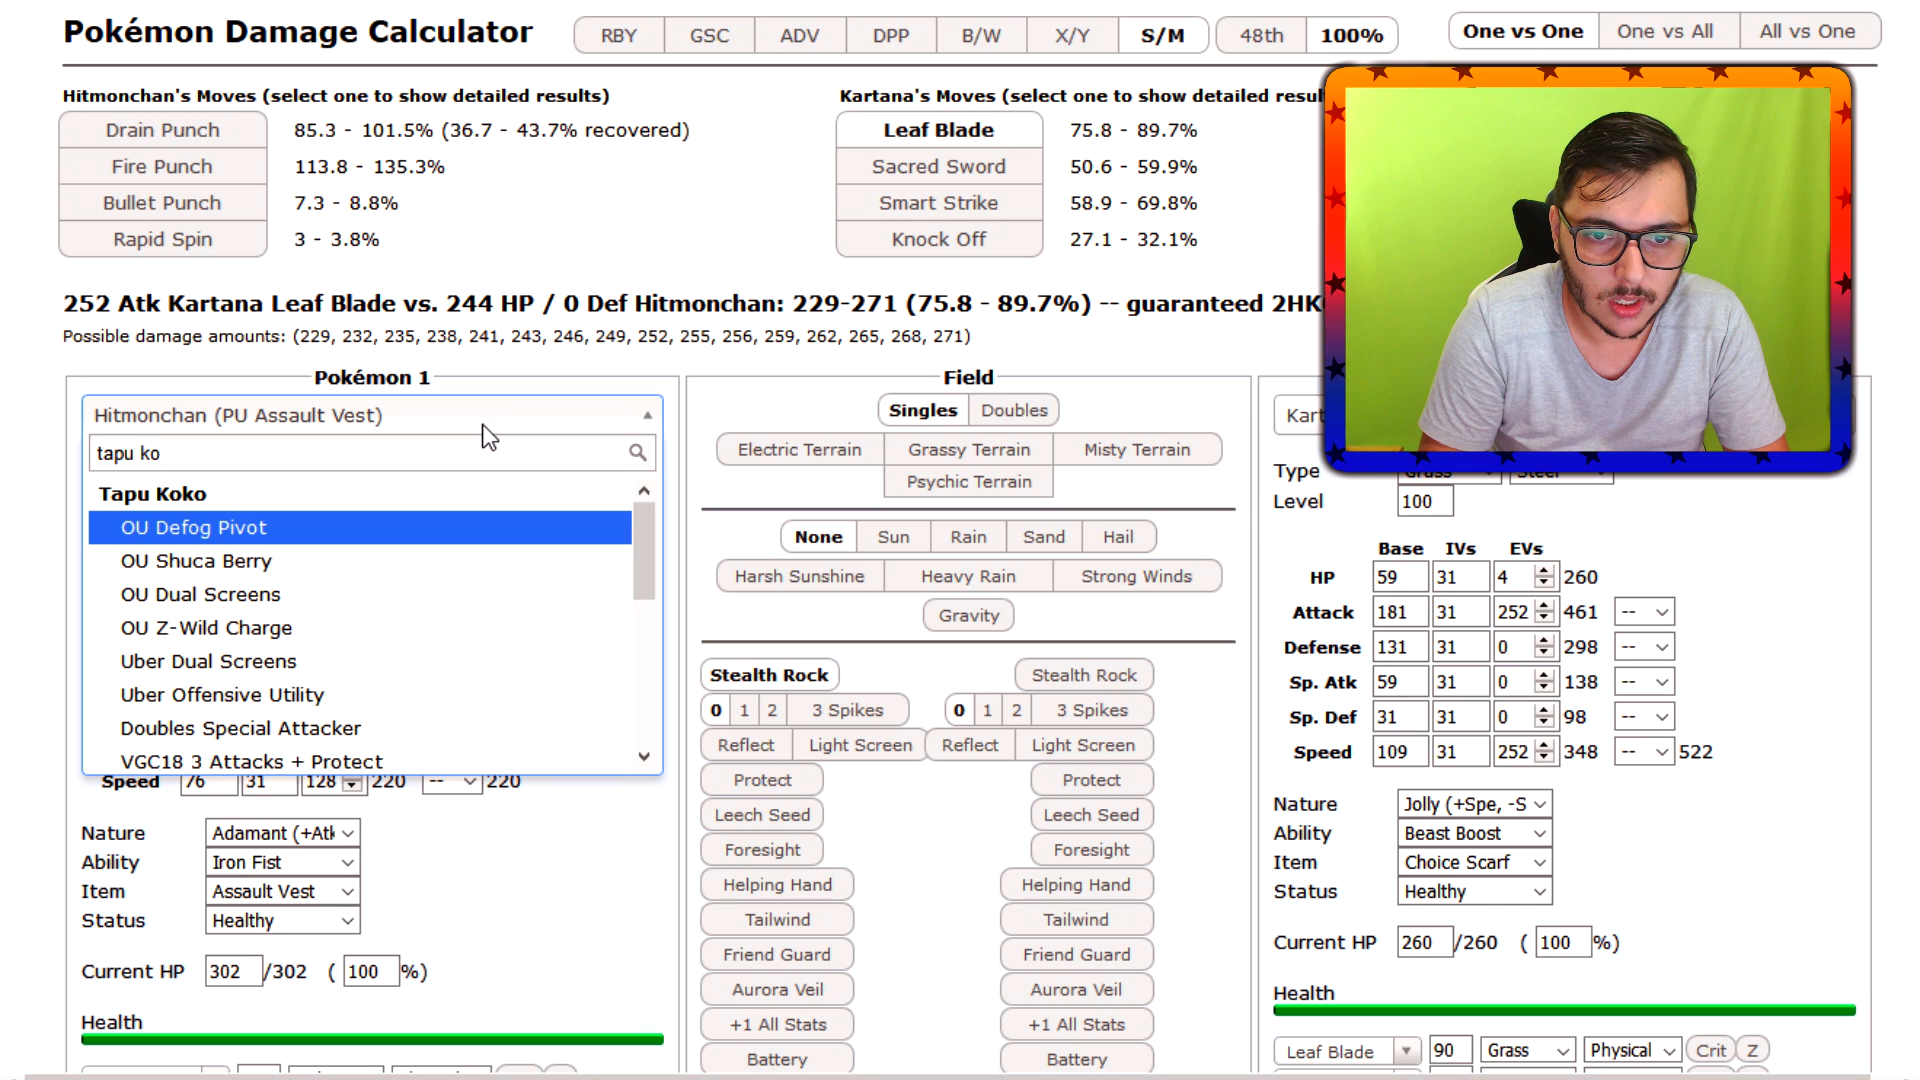 Pokémon Damage Calculator
RBY GSC ADV DPP B/W X/Y S/M 48th 100% One vs One One vs All All vs One
Hitmonchan's Moves (select one to show detailed results)
Drain Punch 85.3 - 101.5% (36.7 - 43.7% recovered)
Fire Punch 113.8 - 135.3%
Bullet Punch 7.3 - 8.8%
Rapid Spin 3 - 3.8%
Kartana's Moves (select one to show detailed resul
Leaf Blade 75.8 - 89.7%
Sacred Sword 50.6 - 59.9%
Smart Strike 58.9 - 69.8%
Knock Off 27.1 - 32.1%
252 Atk Kartana Leaf Blade vs. 244 HP / 0 Def Hitmonchan: 229-271 (75.8 - 89.7%) -- guaranteed 2HK
Possible damage amounts: (229, 232, 235, 238, 241, 243, 246, 249, 252, 255, 256, 259, 262, 265, 268, 271)
Pokémon 1
Hitmonchan (PU Assault Vest)
tapu ko
Tapu Koko
OU Defog Pivot
OU Shuca Berry
OU Dual Screens
OU Z-Wild Charge
Uber Dual Screens
Uber Offensive Utility
Doubles Special Attacker
VGC18 3 Attacks + Protect
Speed 76 31 128 220 -- 220
Nature Adamant (+Atk
Ability Iron Fist
Item Assault Vest
Status Healthy
Current HP 302 /302 ( 100 %)
Health
Field
Singles Doubles
Electric Terrain Grassy Terrain Misty Terrain
Psychic Terrain
None Sun Rain Sand Hail
Harsh Sunshine Heavy Rain Strong Winds
Gravity
Stealth Rock Stealth Rock
0 1 2 3 Spikes 0 1 2 3 Spikes
Reflect Light Screen Reflect Light Screen
Protect Protect
Leech Seed Leech Seed
Foresight Foresight
Helping Hand Helping Hand
Tailwind Tailwind
Friend Guard Friend Guard
Aurora Veil Aurora Veil
+1 All Stats +1 All Stats
Battery Battery
Kart
Type Grass Steel
Level 100
Base IVs EVs
HP 59 31 4 260
Attack 181 31 252 461 --
Defense 131 31 0 298 --
Sp. Atk 59 31 0 138 --
Sp. Def 31 31 0 98 --
Speed 109 31 252 348 -- 522
Nature Jolly (+Spe, -S
Ability Beast Boost
Item Choice Scarf
Status Healthy
Current HP 260 /260 ( 100 %)
Health
Leaf Blade 90 Grass Physical Crit Z